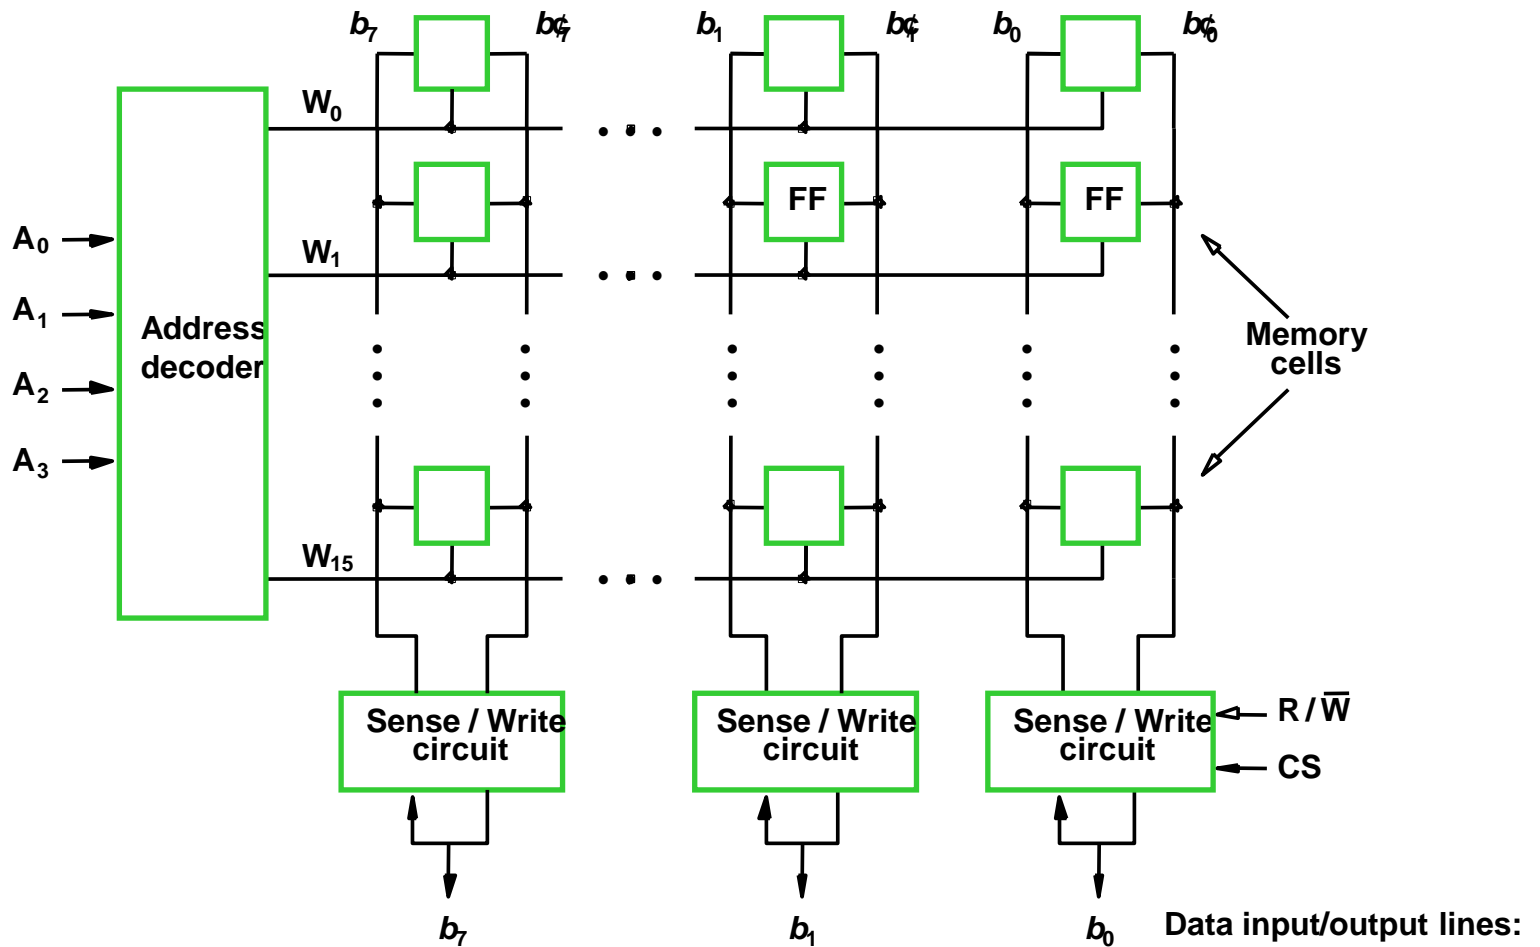 b7 b¢7 b1 b¢1 b0 b¢0
W0
FF FF
A0
W1
A1
Address
decoder
Memory
cells
A2
A3
W15
Sense / Write
circuit
Sense / Write
circuit
Sense / Write
circuit
R / W̅
CS
b7 b1 b0 Data input/output lines: